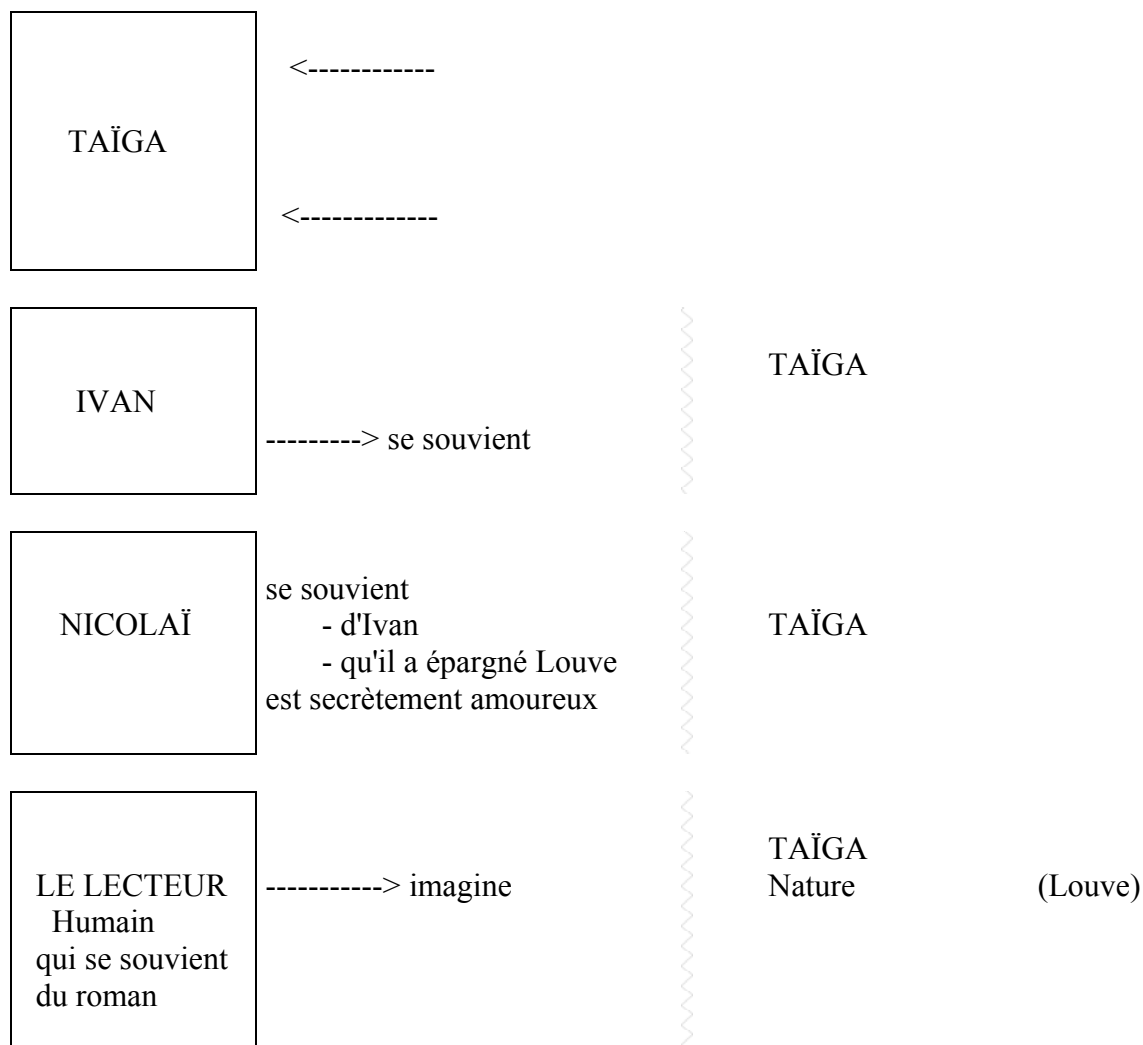 <------------
TAÏGA
<-------------
TAÏGA
IVAN
---------> se souvient
se souvient
NICOLAÏ - d'Ivan TAÏGA
- qu'il a épargné Louve
est secrètement amoureux
TAÏGA
LE LECTEUR -----------> imagine Nature (Louve)
Humain
qui se souvient
du roman